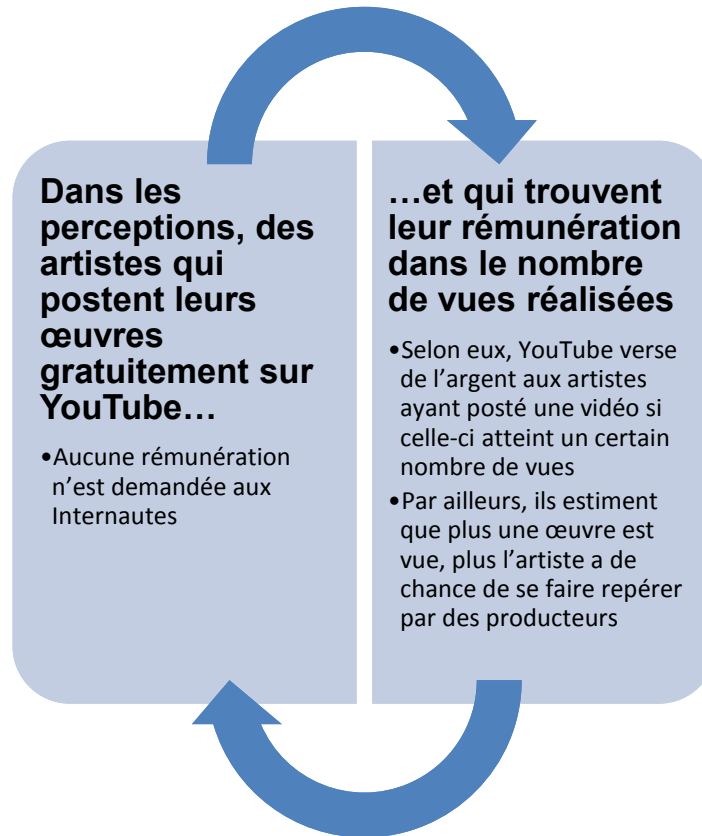 Dans les
perceptions, des
artistes qui
postent leurs
œuvres
gratuitement sur
YouTube…
•Aucune rémunération
n’est demandée aux
Internautes
…et qui trouvent
leur rémunération
dans le nombre
de vues réalisées
•Selon eux, YouTube verse
de l’argent aux artistes
ayant posté une vidéo si
celle-ci atteint un certain
nombre de vues
•Par ailleurs, ils estiment
que plus une œuvre est
vue, plus l’artiste a de
chance de se faire repérer
par des producteurs